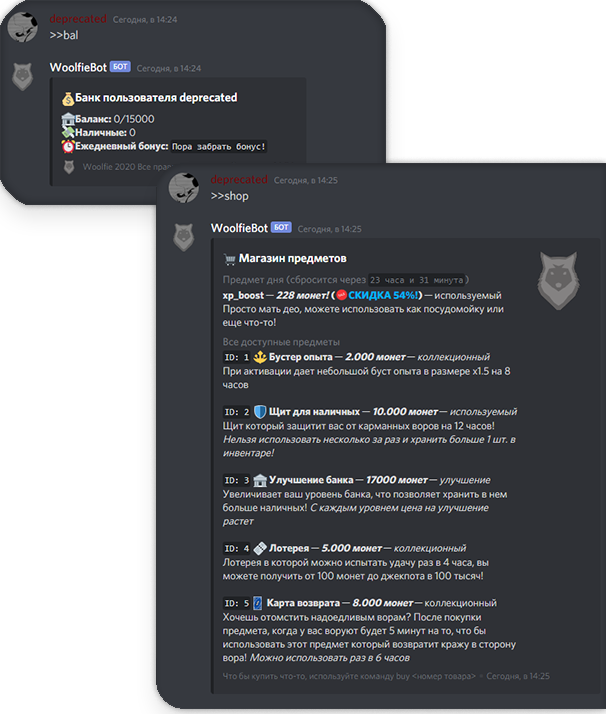 deprecated Сегодня, в 14:24
>>bal
WoolfieBot БОТ Сегодня, в 14:24
Банк пользователя deprecated
Баланс: 0/15000
Наличные: 0
Ежедневный бонус: Пора забрать бонус!
Woolfie 2020 Все
deprecated Сегодня, в 14:25
>>shop
WoolfieBot БОТ Сегодня, в 14:25
Магазин предметов
Предмет дня (сбросится через 23 часа и 31 минута)
xp_boost — 228 монет! (СКИДКА 54%!) — используемый
Просто мать део, можете использовать как посудомойку или
еще что-то!
Все доступные предметы
ID: 1 Бустер опыта — 2.000 монет — коллекционный
При активации дает небольшой буст опыта в размере x1.5 на 8
часов
ID: 2 Щит для наличных — 10.000 монет — используемый
Щит который защитит вас от карманных воров на 12 часов!
Нельзя использовать несколько за раз и хранить больше 1 шт. в
инвентаре!
ID: 3 Улучшение банка — 17000 монет — улучшение
Увеличивает ваш уровень банка, что позволяет хранить в нем
больше наличных! С каждым уровнем цена на улучшение
растет
ID: 4 Лотерея — 5.000 монет — коллекционный
Лотерея в которой можно испытать удачу раз в 4 часа, вы
можете получить от 100 монет до джекпота в 100 тысяч!
ID: 5 Карта возврата — 8.000 монет — коллекционный
Хочешь отомстить надоедливым ворам? После покупки
предмета, когда у вас воруют будет 5 минут на то, что бы
использовать этот предмет который возвратит кражу в сторону
вора! Можно использовать раз в 6 часов
Что бы купить что-то, используйте команду buy <номер товара> • Сегодня, в 14:25